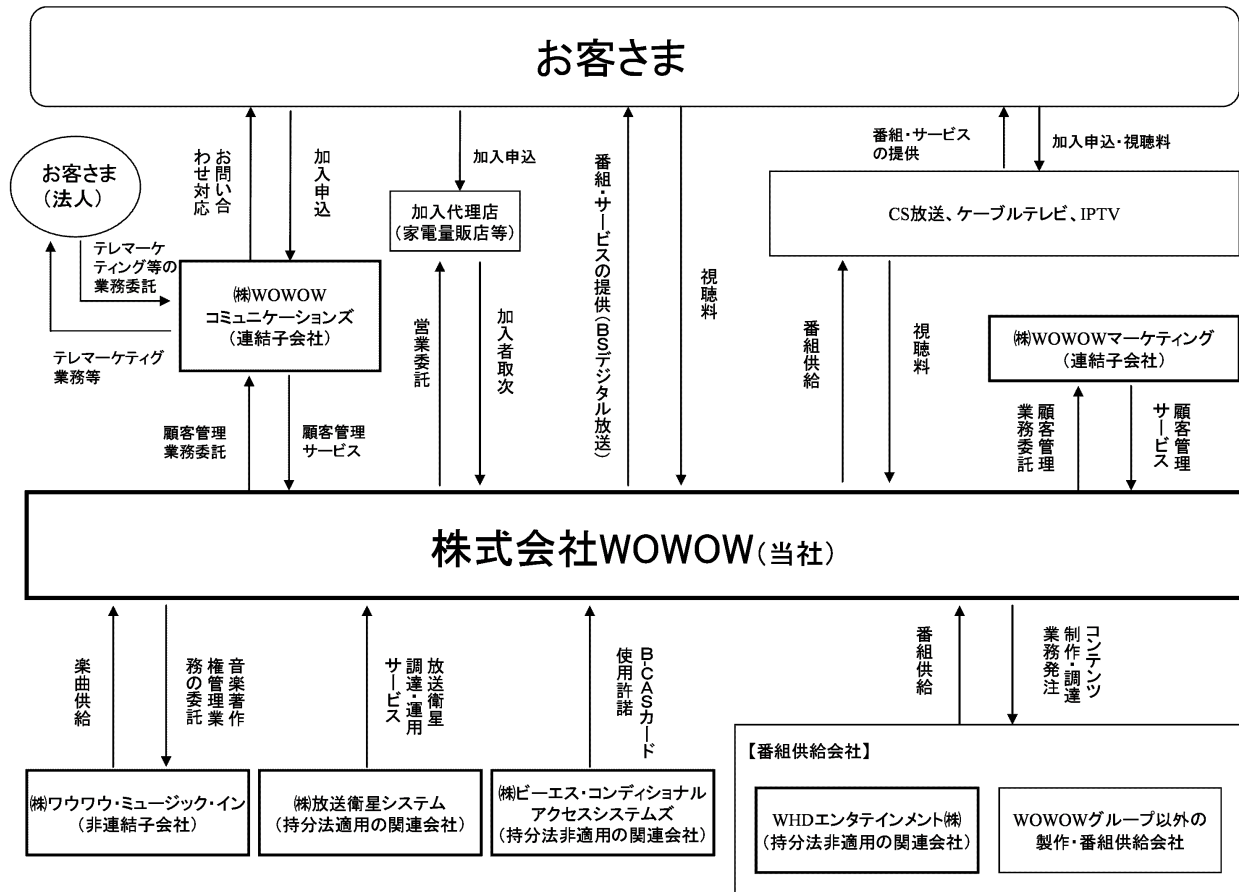 お客さま
お客さま
(法人)
お問い合
わせ対応
加入申込
加入申込
番組・サービスの提供(BSデジタル放送)
視聴料
番組・サービス
の提供
加入申込・視聴料
加入代理店
(家電量販店等)
CS放送、ケーブルテレビ、IPTV
テレマーケ
ティング等の
業務委託
㈱WOWOW
コミュニケーションズ
(連結子会社)
テレマーケティグ
業務等
営業委託
加入者取次
番組供給
視聴料
㈱WOWOWマーケティング
(連結子会社)
顧客管理
業務委託
顧客管理
サービス
顧客管理
業務委託
顧客管理
サービス
株式会社WOWOW(当社)
楽曲供給
音楽著作
権管理業
務の委託
放送衛星
調達・運用
サービス
B-CASカード
使用許諾
番組供給
コンテンツ
制作・調達
業務発注
【番組供給会社】
㈱ワウワウ・ミュージック・イン
(非連結子会社)
㈱放送衛星システム
(持分法適用の関連会社)
㈱ビーエス・コンディショナル
アクセスシステムズ
(持分法非適用の関連会社)
WHDエンタテインメント㈱
(持分法非適用の関連会社)
WOWOWグループ以外の
製作・番組供給会社